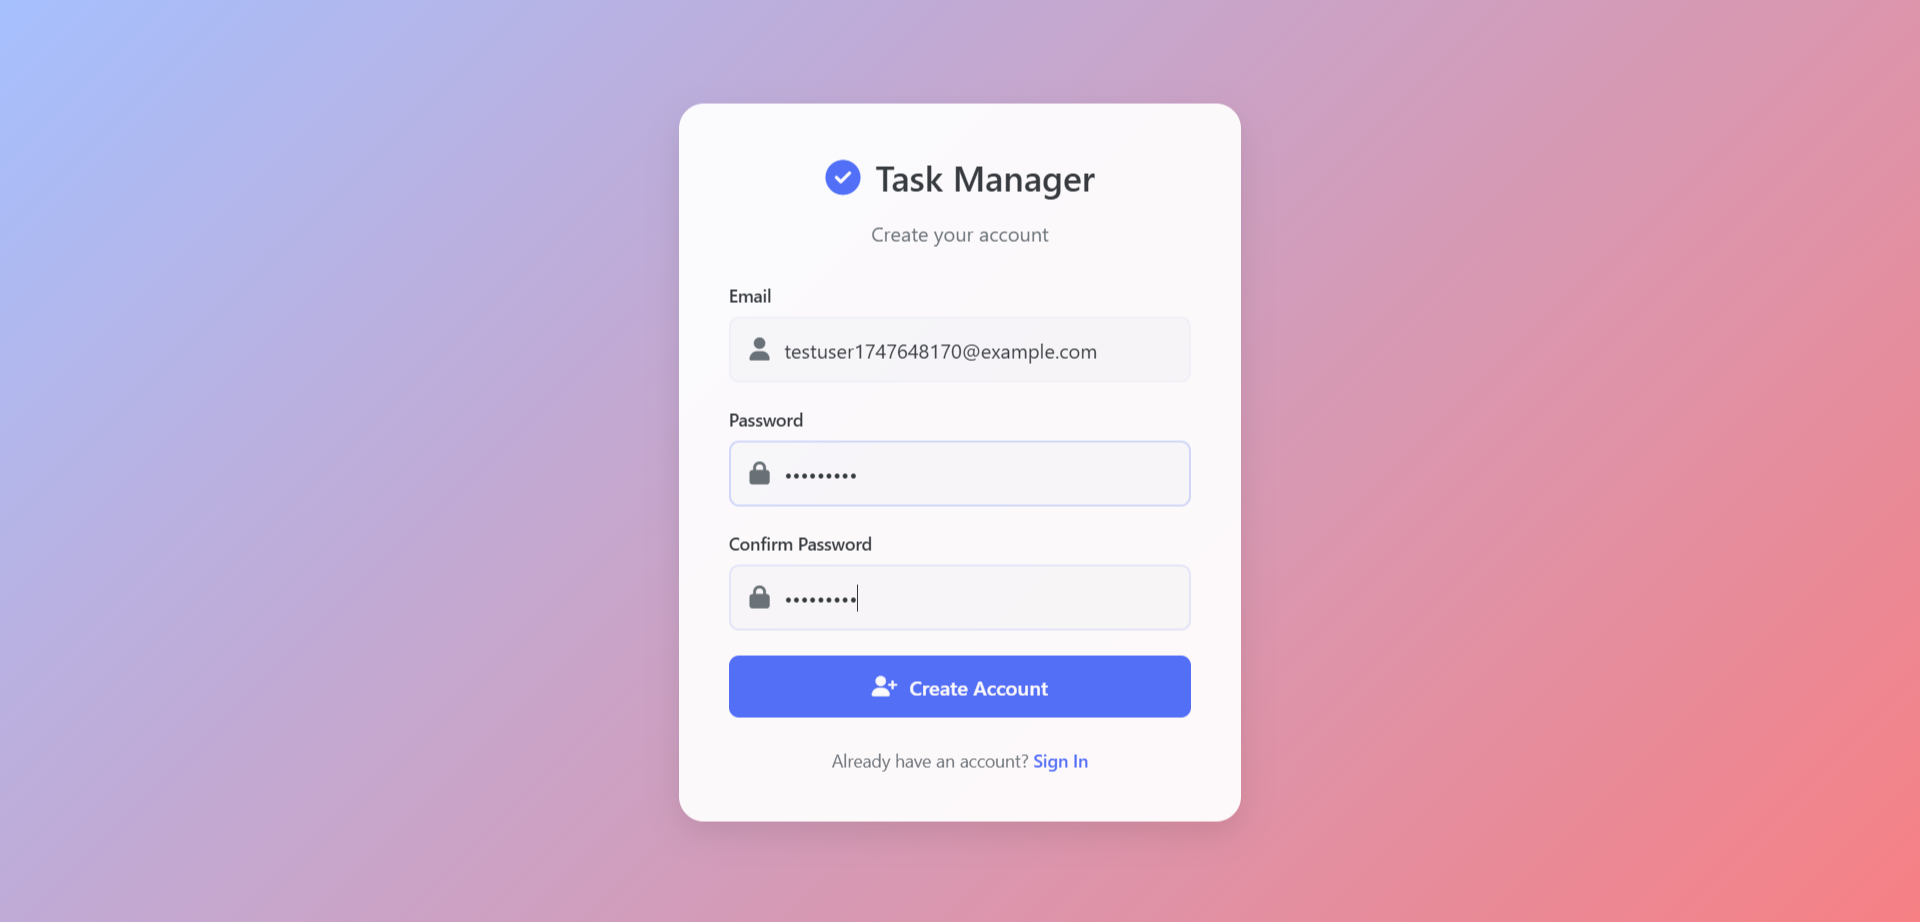 Task Manager
Create your account
Email
testuser1747648170@example.com
Password
•••••••••
Confirm Password
•••••••••
Create Account
Already have an account? Sign In